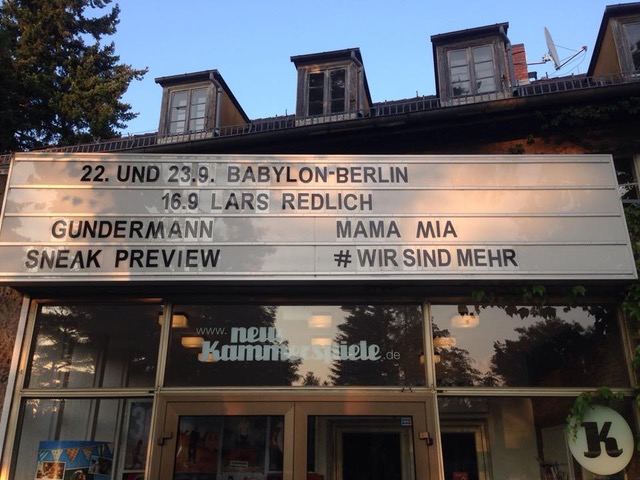 22. UND 23.9. BABYLON-BERLIN
16.9 LARS REDLICH
GUNDERMANN MAMA MIA
SNEAK PREVIEW # WIR SIND MEHR
www. neue
Kammerspiele.de
K